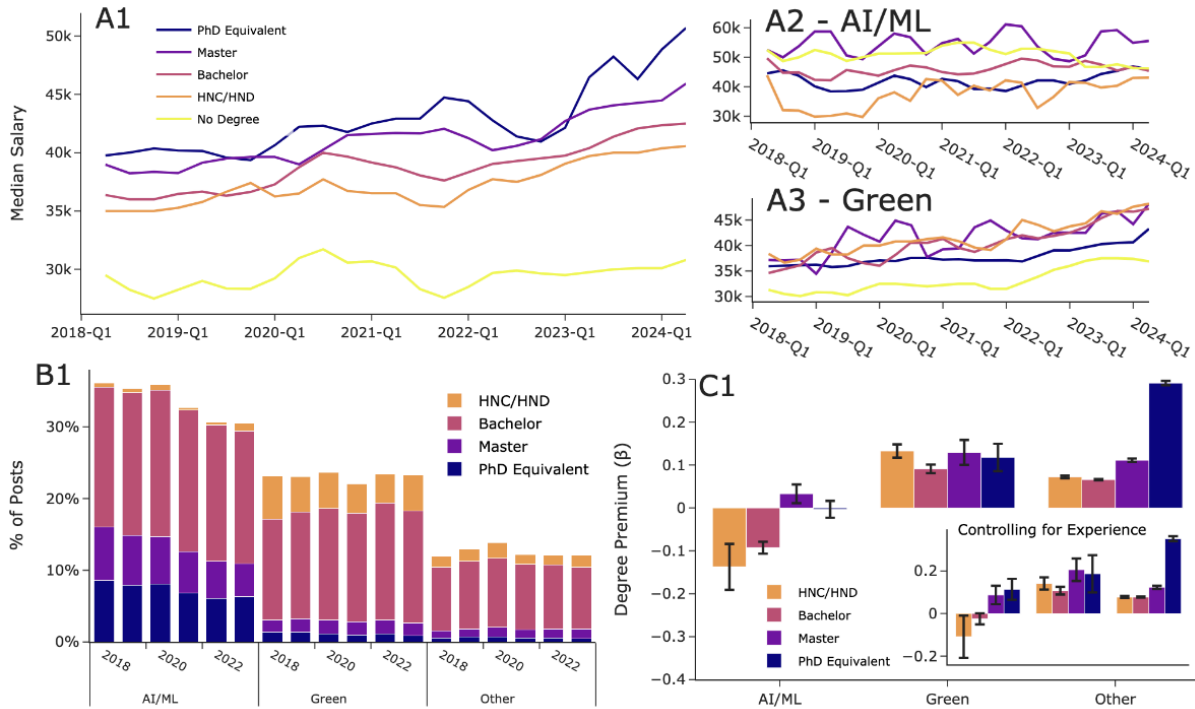 A1
Median Salary
50k
45k
40k
35k
30k
PhD Equivalent
Master
Bachelor
HNC/HND
No Degree
2018-Q1
2019-Q1
2020-Q1
2021-Q1
2022-Q1
2023-Q1
2024-Q1
A2 - AI/ML
60k
50k
40k
30k
2018-Q1
2019-Q1
2020-Q1
2021-Q1
2022-Q1
2023-Q1
2024-Q1
A3 - Green
45k
40k
35k
30k
2018-Q1
2019-Q1
2020-Q1
2021-Q1
2022-Q1
2023-Q1
2024-Q1
B1
% of Posts
30%
20%
10%
0%
HNC/HND
Bachelor
Master
PhD Equivalent
2018
2020
2022
2018
2020
2022
2018
2020
2022
AI/ML
Green
Other
C1
Degree Premium (β)
0.3
0.2
0.1
0
−0.1
−0.2
−0.3
−0.4
HNC/HND
Bachelor
Master
PhD Equivalent
Controlling for Experience
0.2
0.0
−0.2
AI/ML
Green
Other